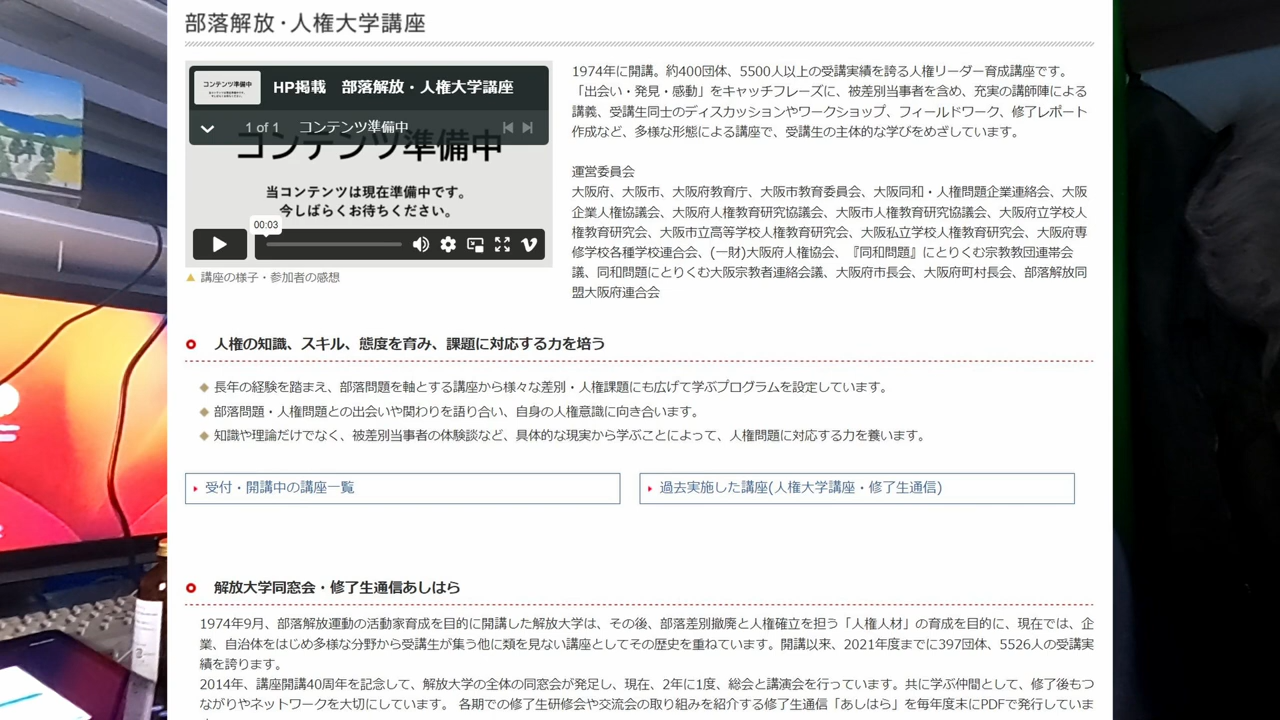 部落解放・人権大学講座
コンテンツ準備中
HP掲載　部落解放・人権大学講座
1 of 1 コンテンツ準備中
コンテンツ準備中
当コンテンツは現在準備中です。
今しばらくお待ちください。
00:03
▲ 講座の様子・参加者の感想
1974年に開講。約400団体、5500人以上の受講実績を誇る人権リーダー育成講座です。
「出会い・発見・感動」をキャッチフレーズに、被差別当事者を含め、充実の講師陣による
講義、受講生同士のディスカッションやワークショップ、フィールドワーク、修了レポート
作成など、多様な形態による講座で、受講生の主体的な学びをめざしています。
運営委員会
大阪府、大阪市、大阪府教育庁、大阪市教育委員会、大阪同和・人権問題企業連絡会、大阪
企業人権協議会、大阪府人権教育研究協議会、大阪市人権教育研究協議会、大阪府立学校人
権教育研究会、大阪市立高等学校人権教育研究会、大阪私立学校人権教育研究会、大阪府専
修学校各種学校連合会、(一財)大阪府人権協会、『同和問題』にとりくむ宗教教団連帯会
議、同和問題にとりくむ大阪宗教者連絡会議、大阪府市長会、大阪府町村長会、部落解放同
盟大阪府連合会
人権の知識、スキル、態度を育み、課題に対応する力を培う
◆ 長年の経験を踏まえ、部落問題を軸とする講座から様々な差別・人権課題にも広げて学ぶプログラムを設定しています。
◆ 部落問題・人権問題との出会いや関わりを語り合い、自身の人権意識に向き合います。
◆ 知識や理論だけでなく、被差別当事者の体験談など、具体的な現実から学ぶことによって、人権問題に対応する力を養います。
受付・開講中の講座一覧
過去実施した講座(人権大学講座・修了生通信)
解放大学同窓会・修了生通信あしはら
1974年9月、部落解放運動の活動家育成を目的に開講した解放大学は、その後、部落差別撤廃と人権確立を担う「人権人材」の育成を目的に、現在では、企
業、自治体をはじめ多様な分野から受講生が集う他に類を見ない講座としてその歴史を重ねています。開講以来、2021年度までに397団体、5526人の受講実
績を誇ります。
2014年、講座開講40周年を記念して、解放大学の全体の同窓会が発足し、現在、2年に1度、総会と講演会を行っています。共に学ぶ仲間として、修了後もつ
ながりやネットワークを大切にしています。 各期での修了生研修会や交流会の取り組みを紹介する修了生通信「あしはら」を毎年度末にPDFで発行していま